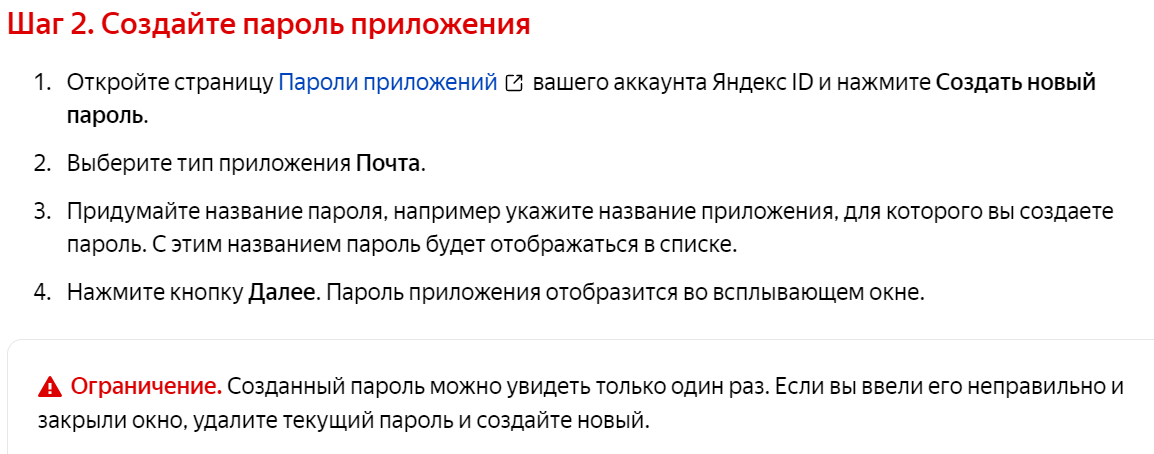 Шаг 2. Создайте пароль приложения
1. Откройте страницу Пароли приложений вашего аккаунта Яндекс ID и нажмите Создать новый
пароль.
2. Выберите тип приложения Почта.
3. Придумайте название пароля, например укажите название приложения, для которого вы создаете
пароль. С этим названием пароль будет отображаться в списке.
4. Нажмите кнопку Далее. Пароль приложения отобразится во всплывающем окне.
Ограничение. Созданный пароль можно увидеть только один раз. Если вы ввели его неправильно и
закрыли окно, удалите текущий пароль и создайте новый.